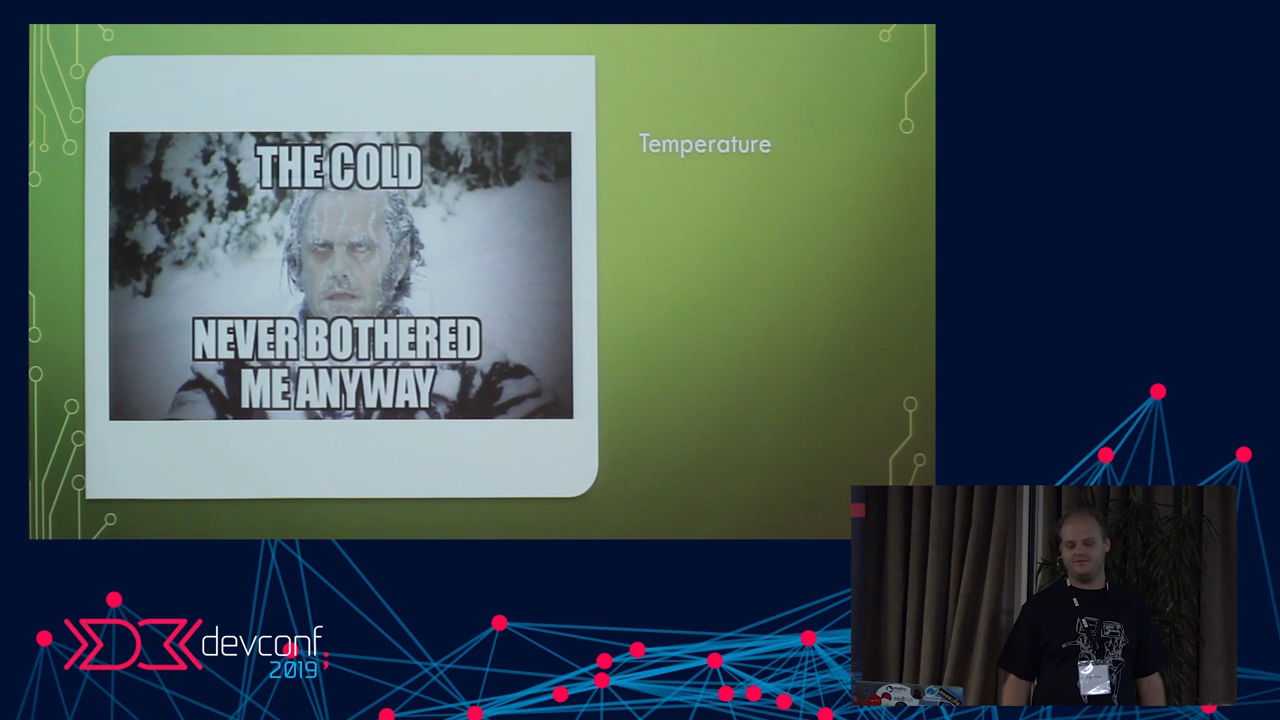 THE COLD
NEVER BOTHERED
ME ANYWAY
Temperature
devconf
2019 ;